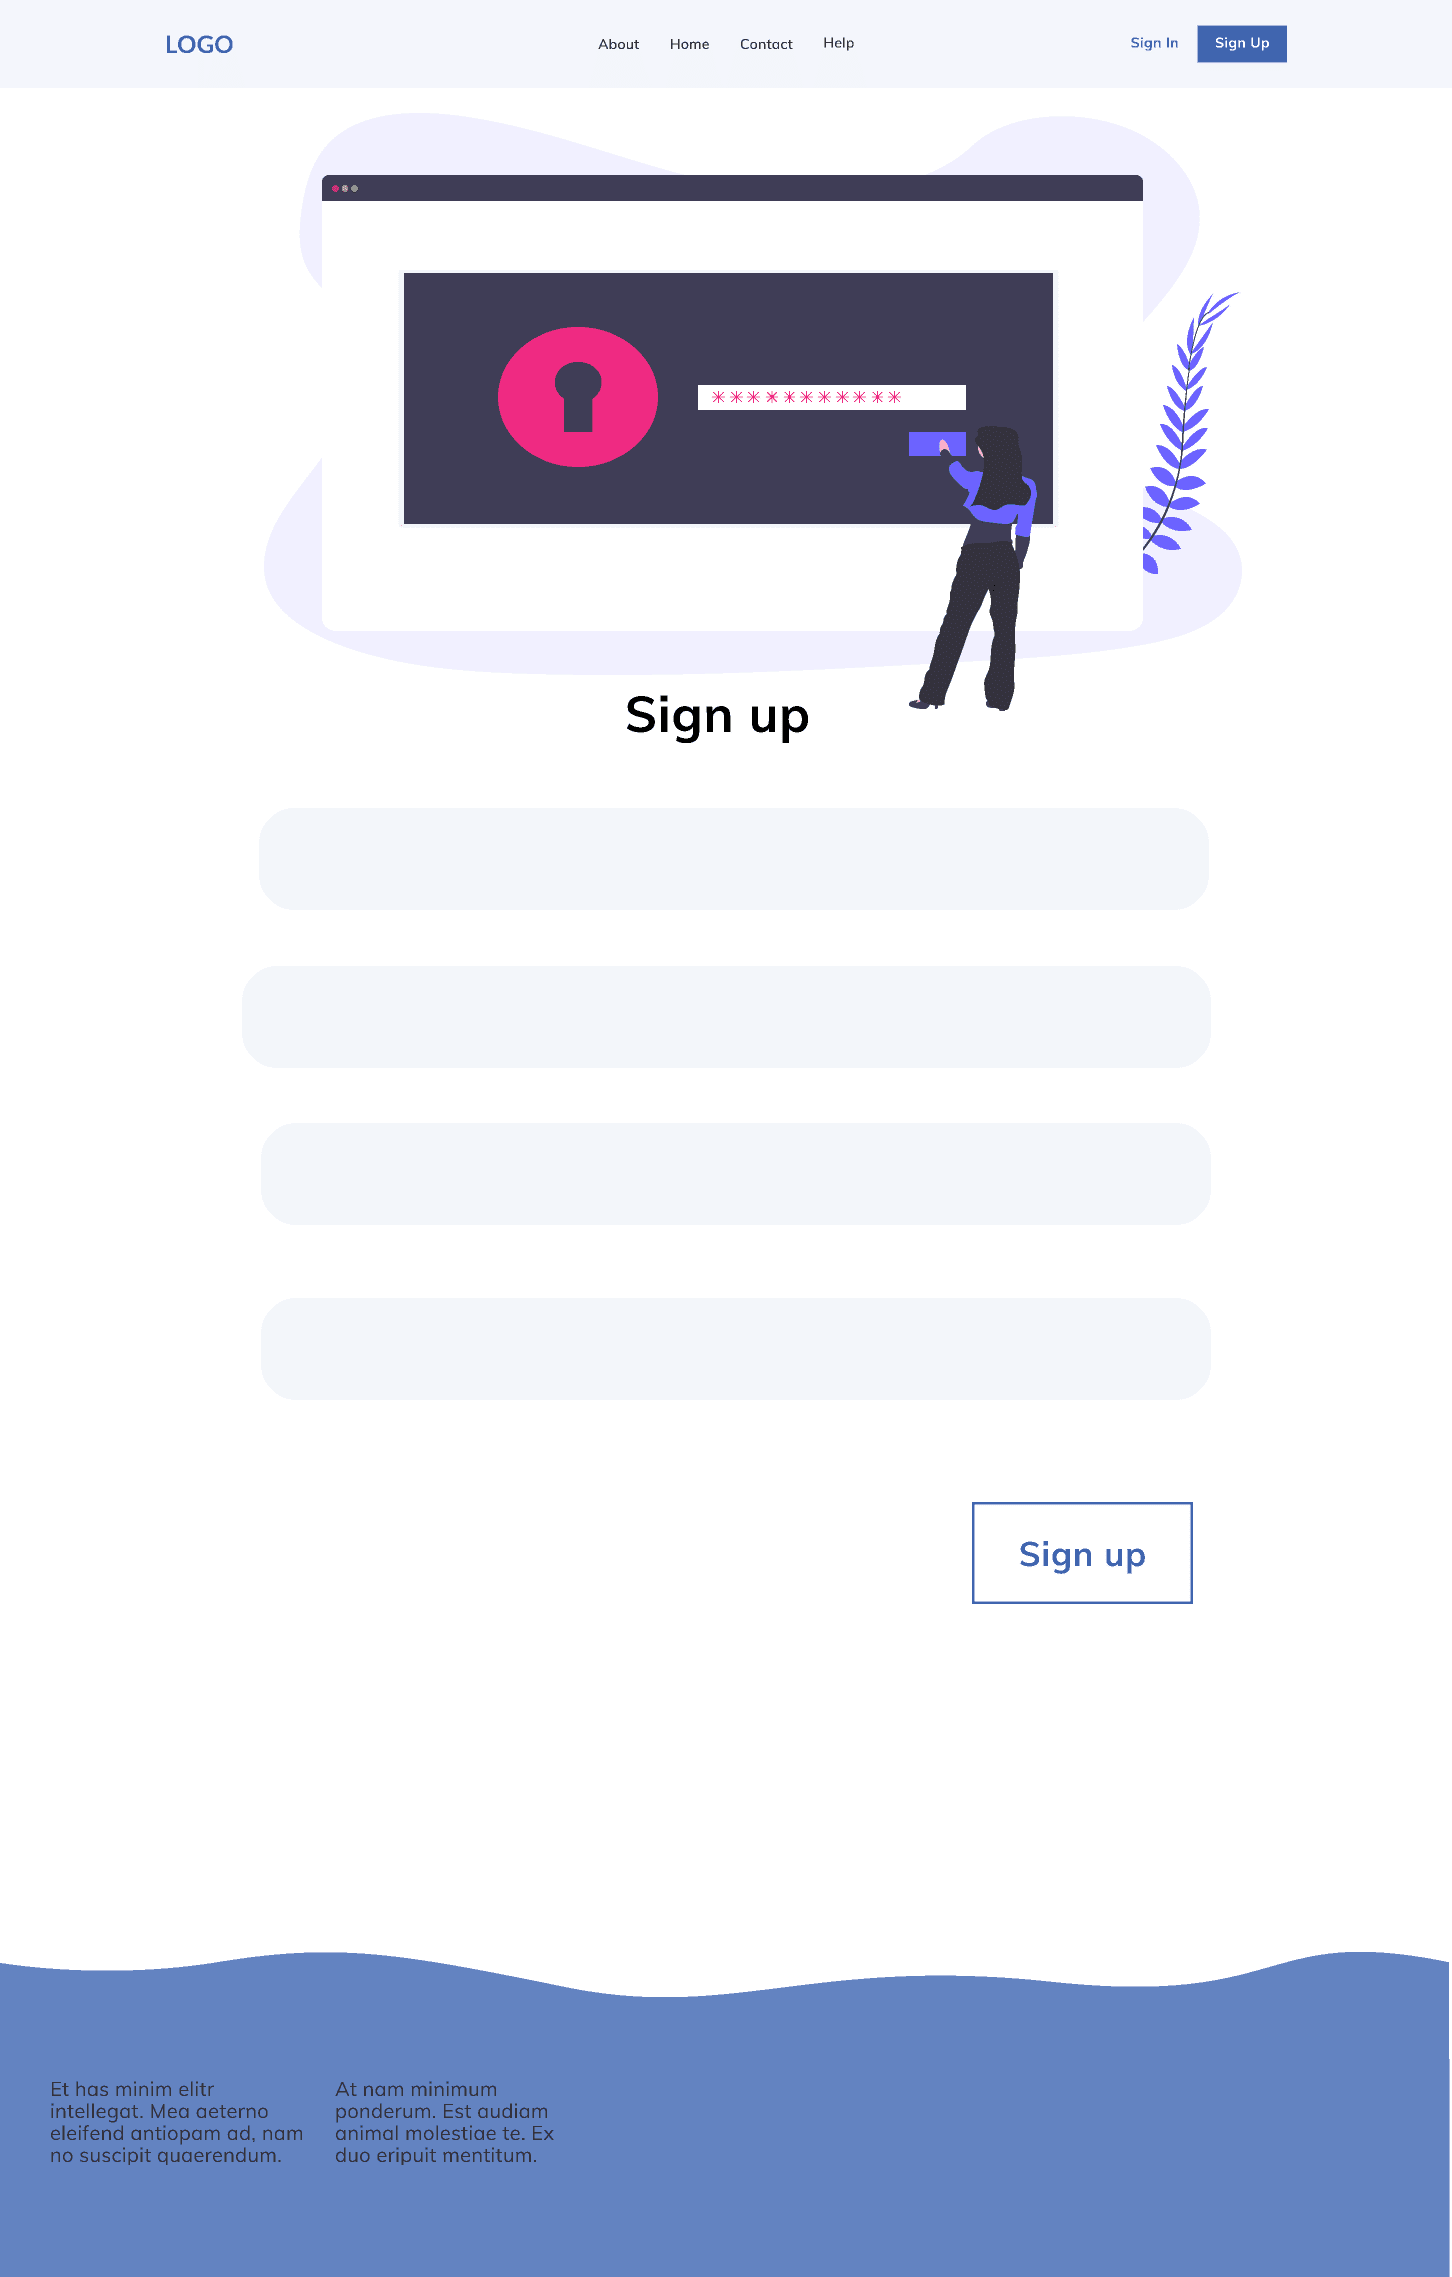 LOGO
About Home Contact Help
Sign In Sign Up
***********
Sign up
Sign up
Et has minim elitr
intellegat. Mea aeterno
eleifend antiopam ad, nam
no suscipit quaerendum.
At nam minimum
ponderum. Est audiam
animal molestiae te. Ex
duo eripuit mentitum.